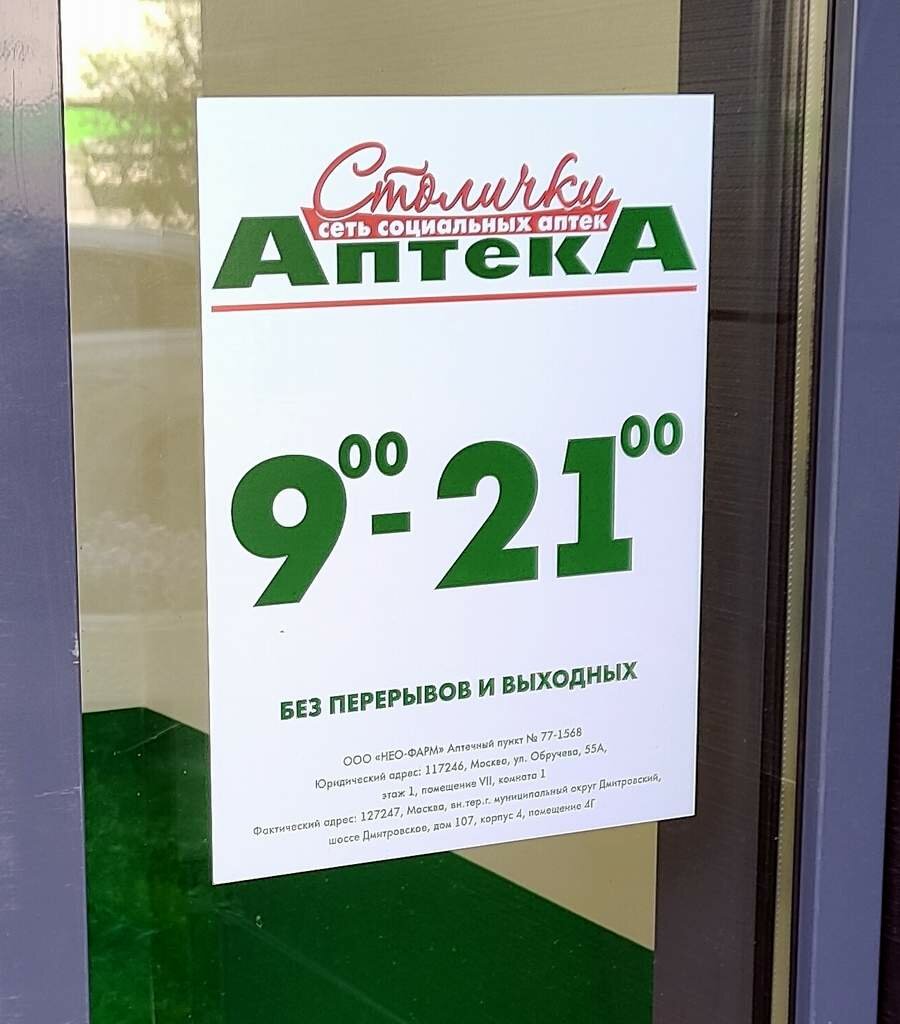 Столички
сеть социальных аптек
АптекА
9⁰⁰-21⁰⁰
БЕЗ ПЕРЕРЫВОВ И ВЫХОДНЫХ
ООО «НЕО-ФАРМ» Аптечный пункт № 77-1568
Юридический адрес: 117246, Москва, ул. Обручева, 55А,
этаж 1, помещение VII, комната 1
Фактический адрес: 127247, Москва, вн.тер.г. муниципальный округ Дмитровский,
шоссе Дмитровское, дом 107, корпус 4, помещение 4Г